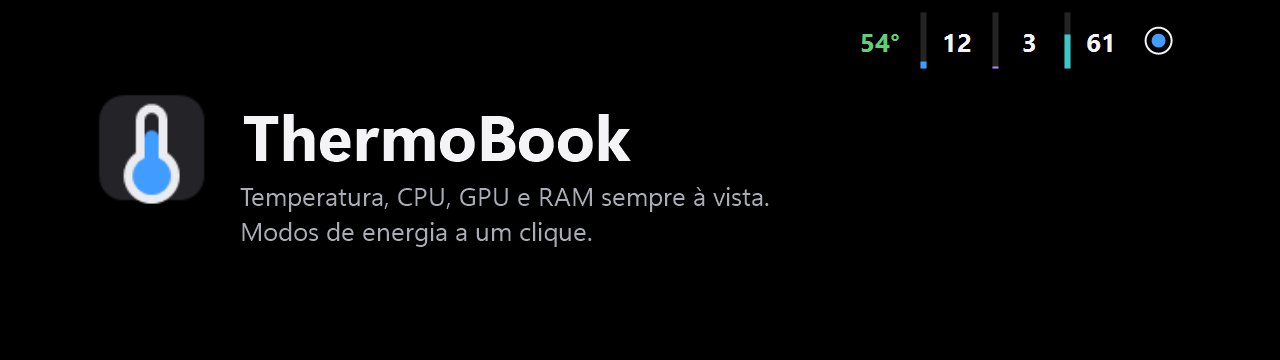 54° 12 3 61
ThermoBook
Temperatura, CPU, GPU e RAM sempre à vista.
Modos de energia a um clique.